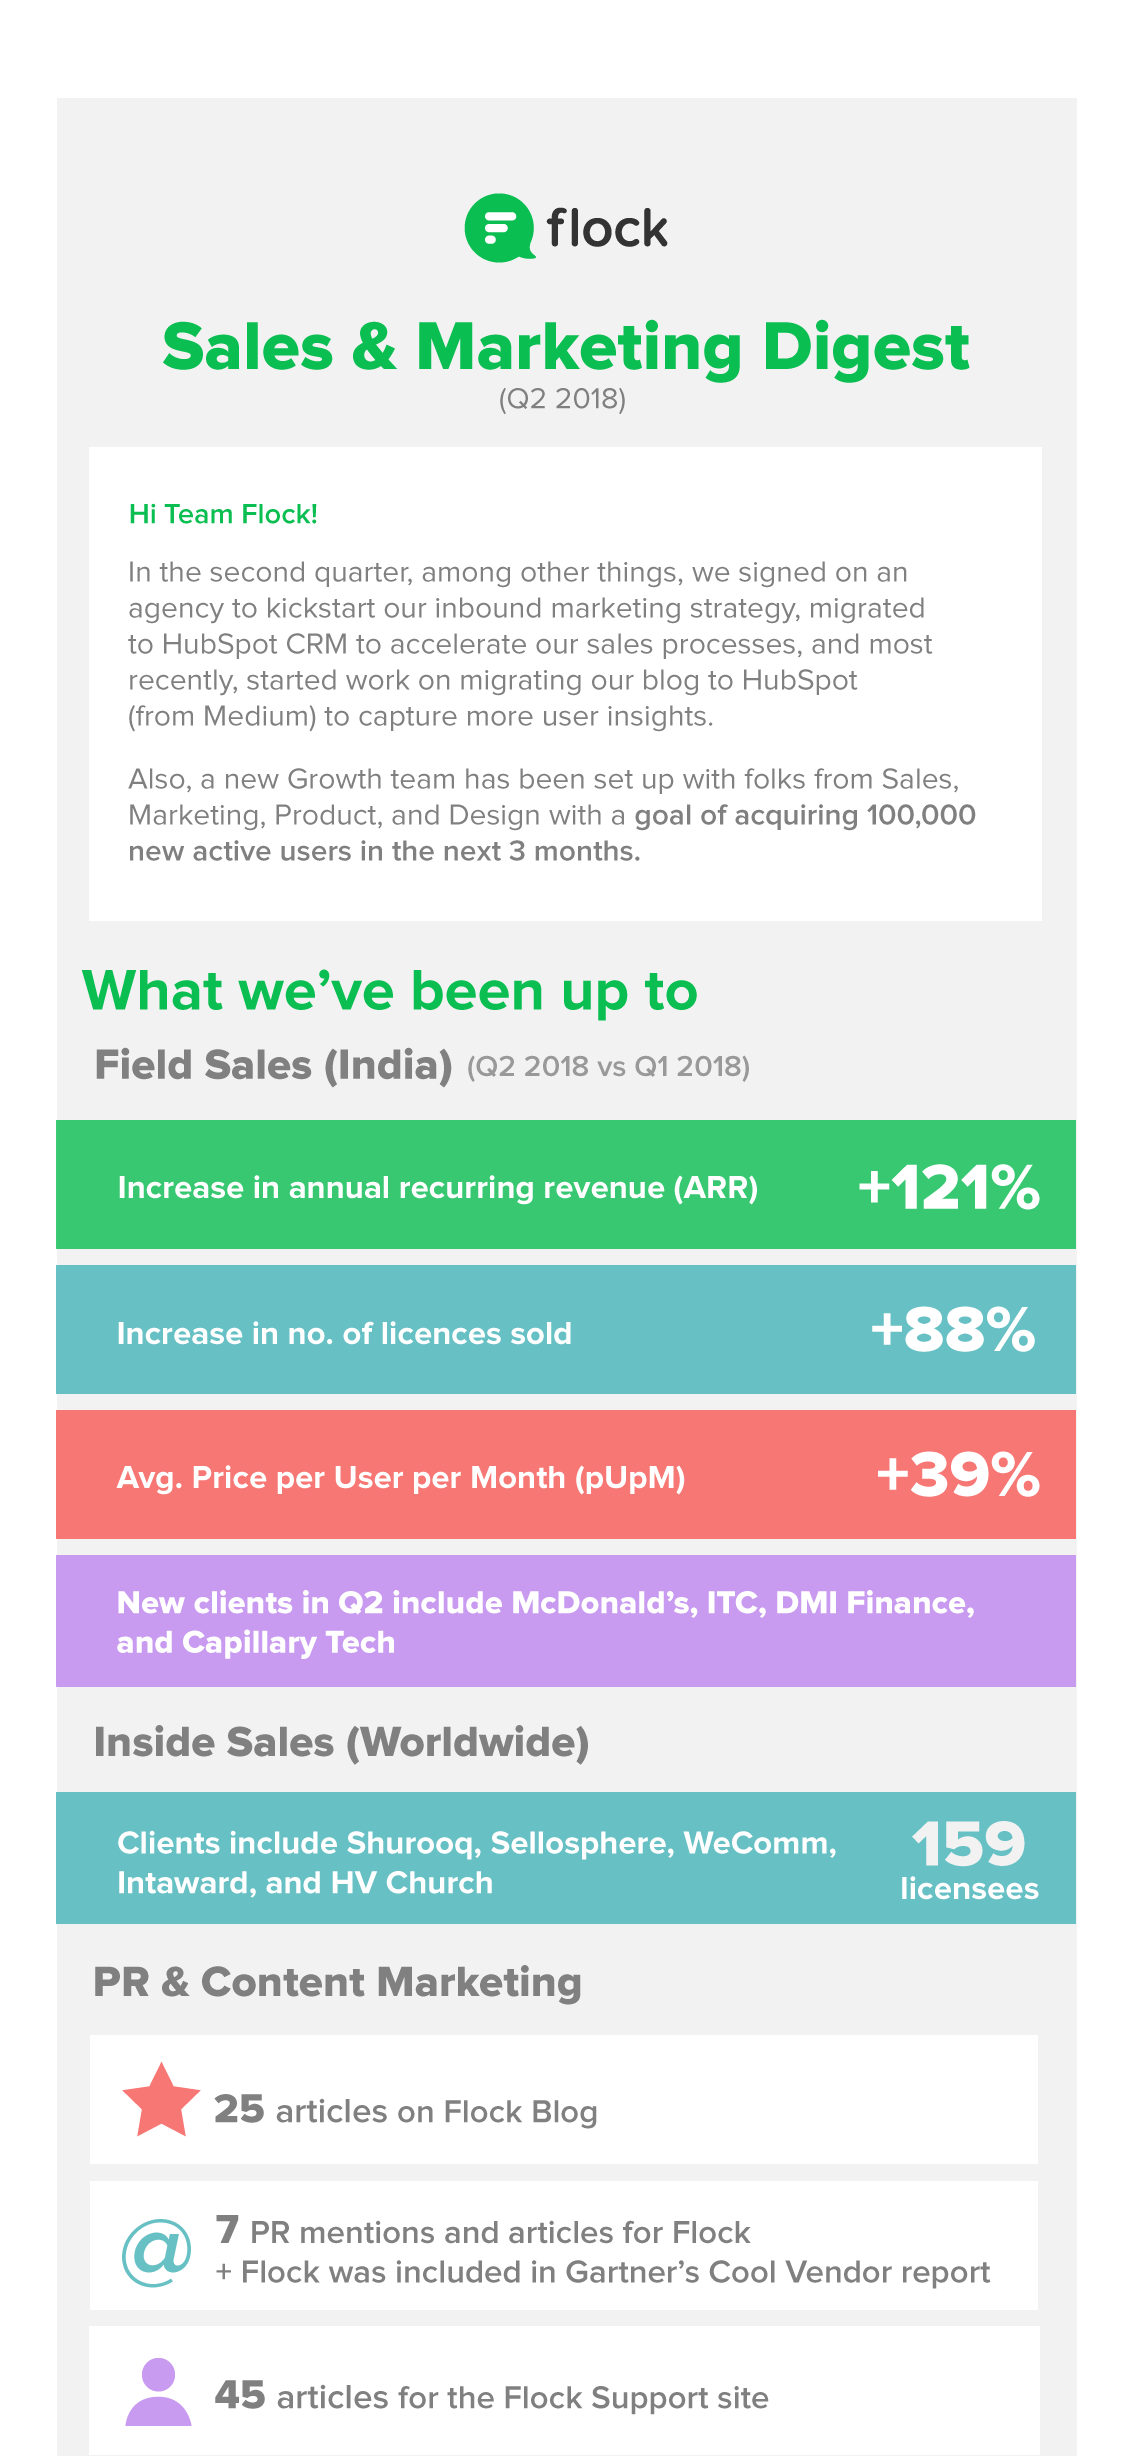 flock
Sales & Marketing Digest
(Q2 2018)
Hi Team Flock!
In the second quarter, among other things, we signed on an
agency to kickstart our inbound marketing strategy, migrated
to HubSpot CRM to accelerate our sales processes, and most
recently, started work on migrating our blog to HubSpot
(from Medium) to capture more user insights.
Also, a new Growth team has been set up with folks from Sales,
Marketing, Product, and Design with a goal of acquiring 100,000
new active users in the next 3 months.
What we’ve been up to
Field Sales (India) (Q2 2018 vs Q1 2018)
Increase in annual recurring revenue (ARR) +121%
Increase in no. of licences sold +88%
Avg. Price per User per Month (pUpM) +39%
New clients in Q2 include McDonald’s, ITC, DMI Finance,
and Capillary Tech
Inside Sales (Worldwide)
Clients include Shurooq, Sellosphere, WeComm,
Intaward, and HV Church
159
licensees
PR & Content Marketing
25 articles on Flock Blog
@
7 PR mentions and articles for Flock
+ Flock was included in Gartner’s Cool Vendor report
45 articles for the Flock Support site